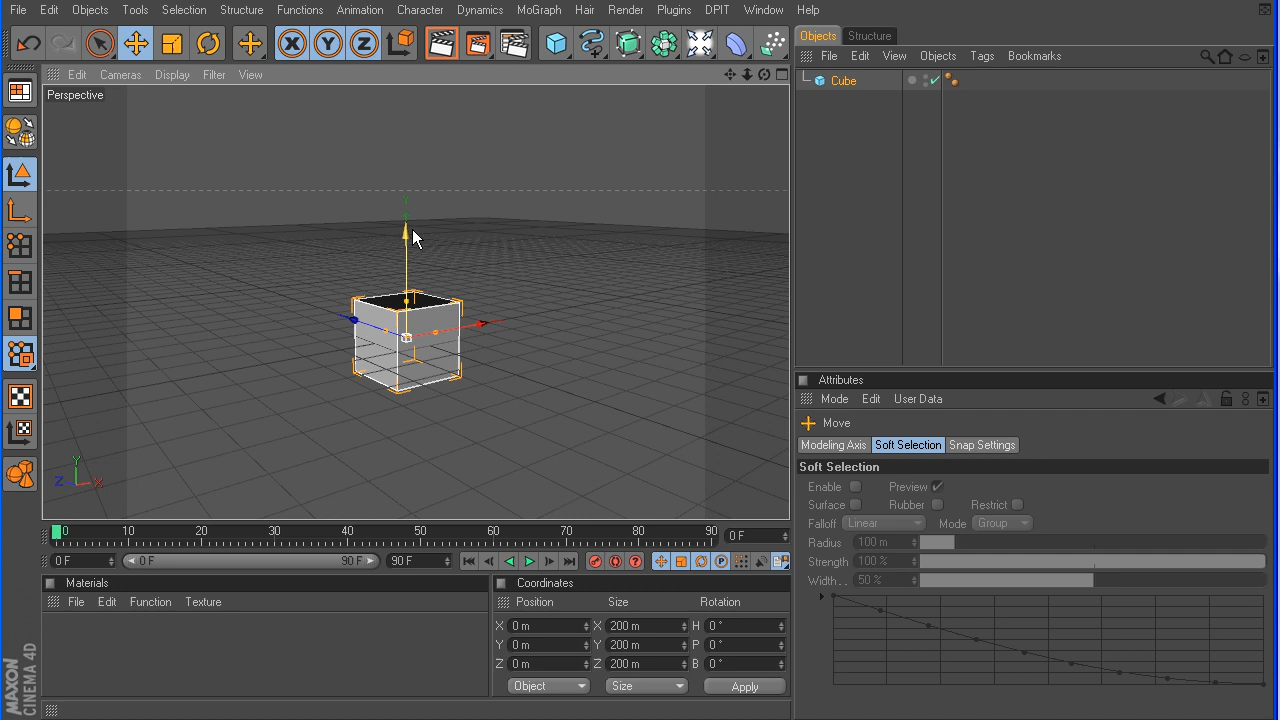 File Edit Objects Tools Selection Structure Functions Animation Character Dynamics MoGraph Hair Render Plugins DPIT Window Help
Objects Structure
File Edit View Objects Tags Bookmarks
Cube
Edit Cameras Display Filter View
Perspective
Y
Y
Z X
0 10 20 30 40 50 60 70 80 90 0 F
0 F 0 F 90 F 90 F
Materials
File Edit Function Texture
Coordinates
Position Size Rotation
X 0 m X 200 m H 0 °
Y 0 m Y 200 m P 0 °
Z 0 m Z 200 m B 0 °
Object Size Apply
Attributes
Mode Edit User Data
Move
Modeling Axis Soft Selection Snap Settings
Soft Selection
Enable Preview
Surface Rubber Restrict
Falloff Linear Mode Group
Radius 100 m
Strength 100 %
Width . . 50 %
MAXON
CINEMA 4D